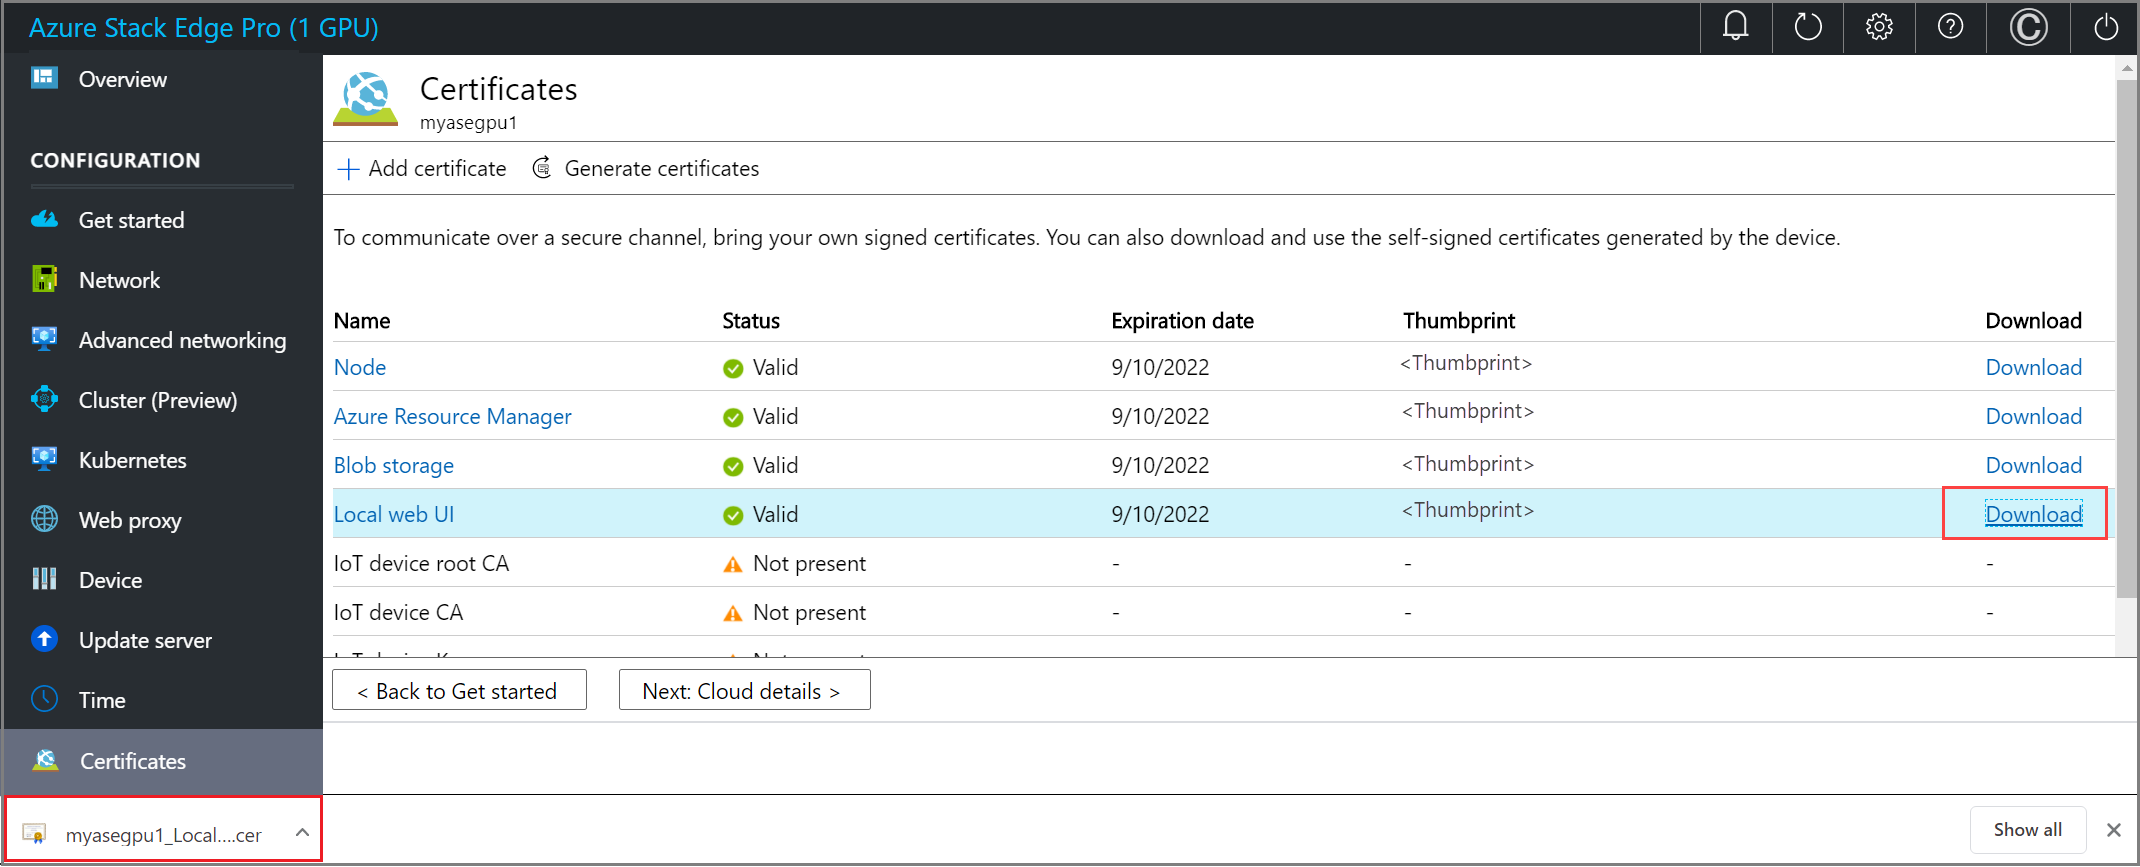 Azure Stack Edge Pro (1 GPU)
Overview
CONFIGURATION
Get started
Network
Advanced networking
Cluster (Preview)
Kubernetes
Web proxy
Device
Update server
Time
Certificates
Certificates
myasegpu1
Add certificate Generate certificates
To communicate over a secure channel, bring your own signed certificates. You can also download and use the self-signed certificates generated by the device.
Name Status Expiration date Thumbprint Download
Node Valid 9/10/2022 <Thumbprint> Download
Azure Resource Manager Valid 9/10/2022 <Thumbprint> Download
Blob storage Valid 9/10/2022 <Thumbprint> Download
Local web UI Valid 9/10/2022 <Thumbprint> Download
IoT device root CA Not present - - -
IoT device CA Not present - - -
< Back to Get started Next: Cloud details >
myasegpu1_Local....cer Show all